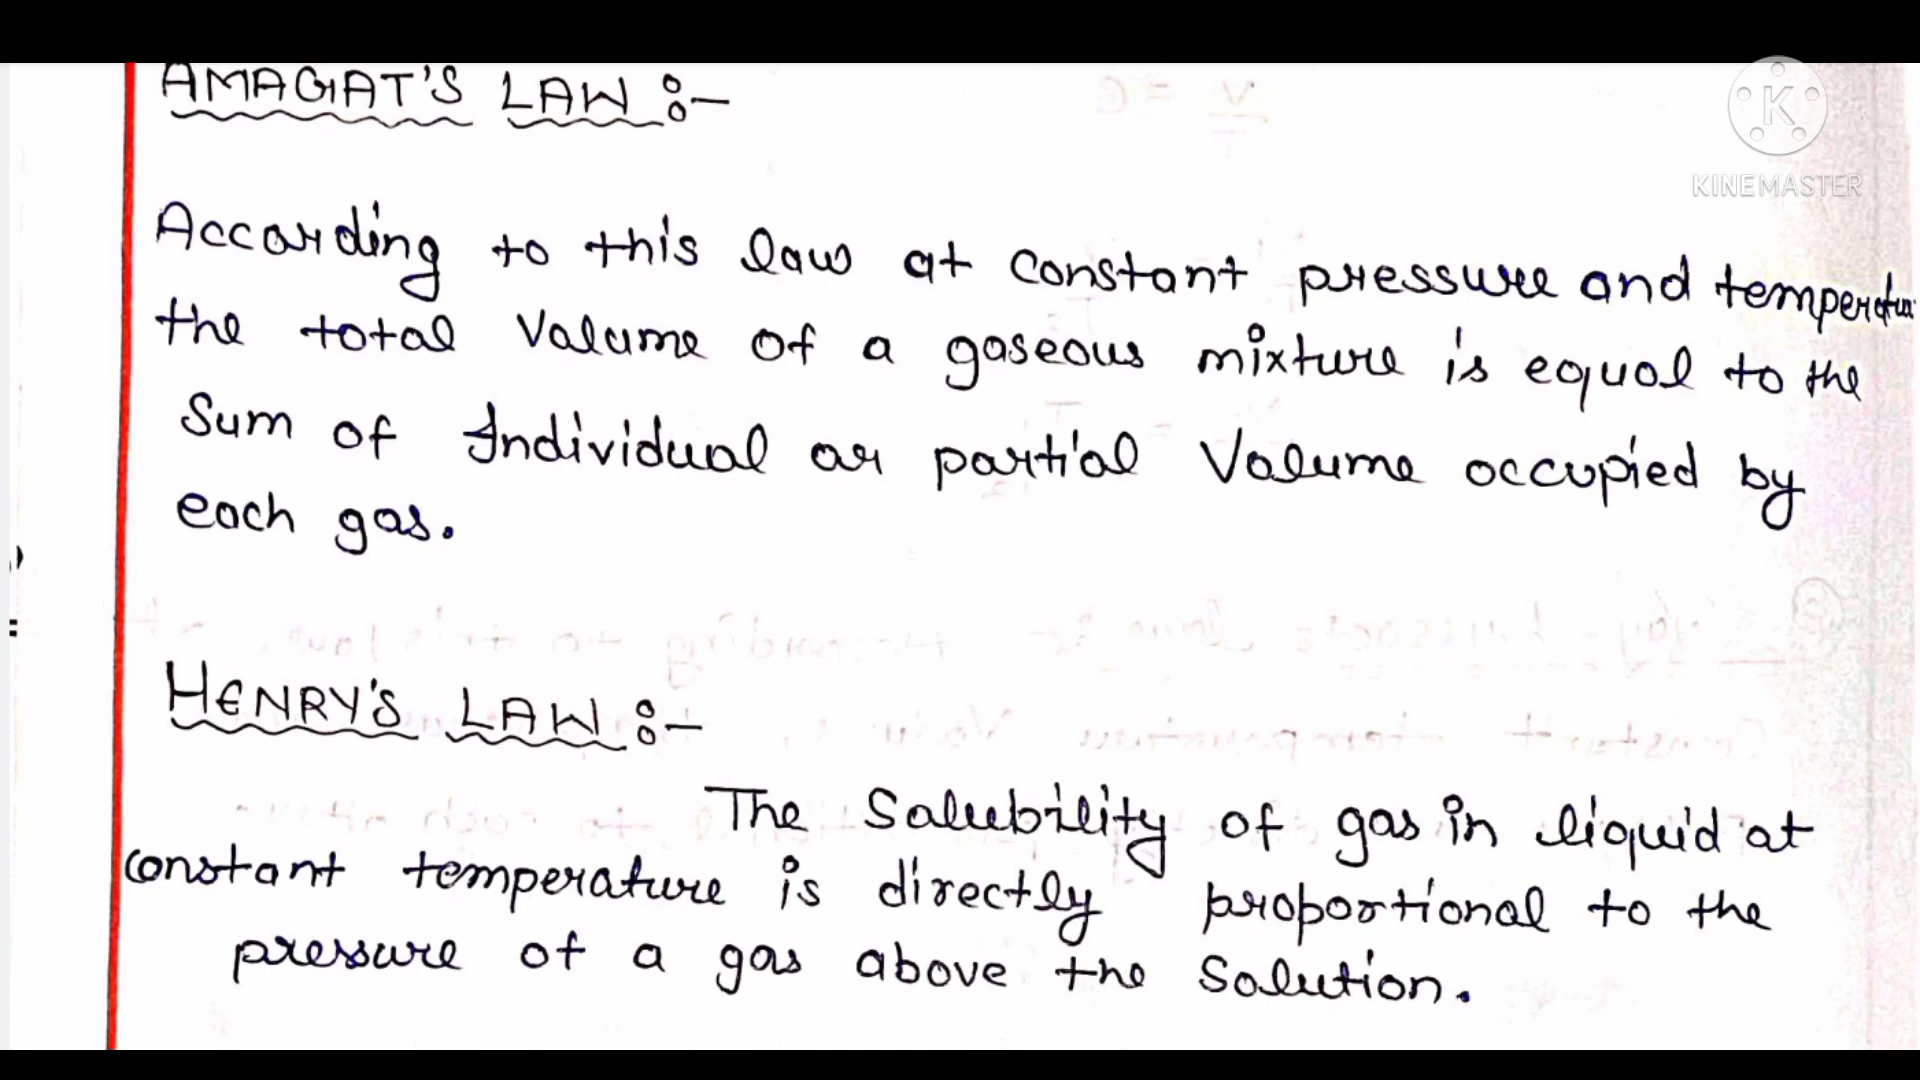 AMAGAT'S LAW :-
KINEMASTER
According to this law at constant pressure and temperatur
the total Volume of a gaseous mixture is equal to the
Sum of Individual or partial Volume occupied by
each gas.
HENRY'S LAW :-
The Solubility of gas in liquid at
constant temperature is directly proportional to the
pressure of a gas above the Solution.